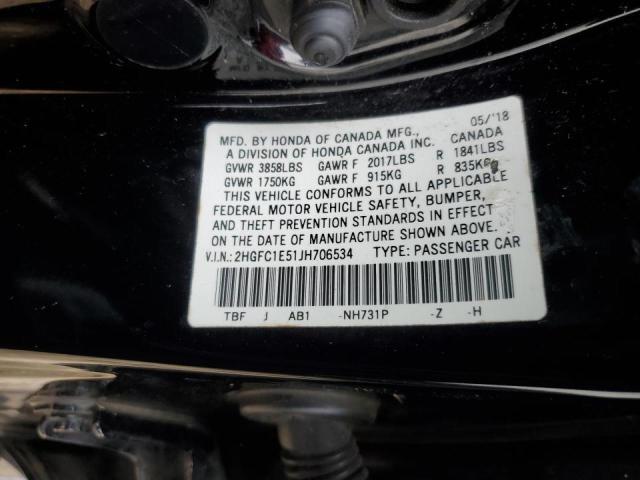 MFD. BY HONDA OF CANADA MFG., 05/'18
A DIVISION OF HONDA CANADA INC. CANADA
GVWR 3858LBS GAWR F 2017LBS R 1841LBS
GVWR 1750KG GAWR F 915KG R 835KG
THIS VEHICLE CONFORMS TO ALL APPLICABLE
FEDERAL MOTOR VEHICLE SAFETY, BUMPER,
AND THEFT PREVENTION STANDARDS IN EFFECT
ON THE DATE OF MANUFACTURE SHOWN ABOVE.
V.I.N.: 2HGFC1E51JH706534 TYPE: PASSENGER CAR
TBF J AB1 -NH731P -Z -H